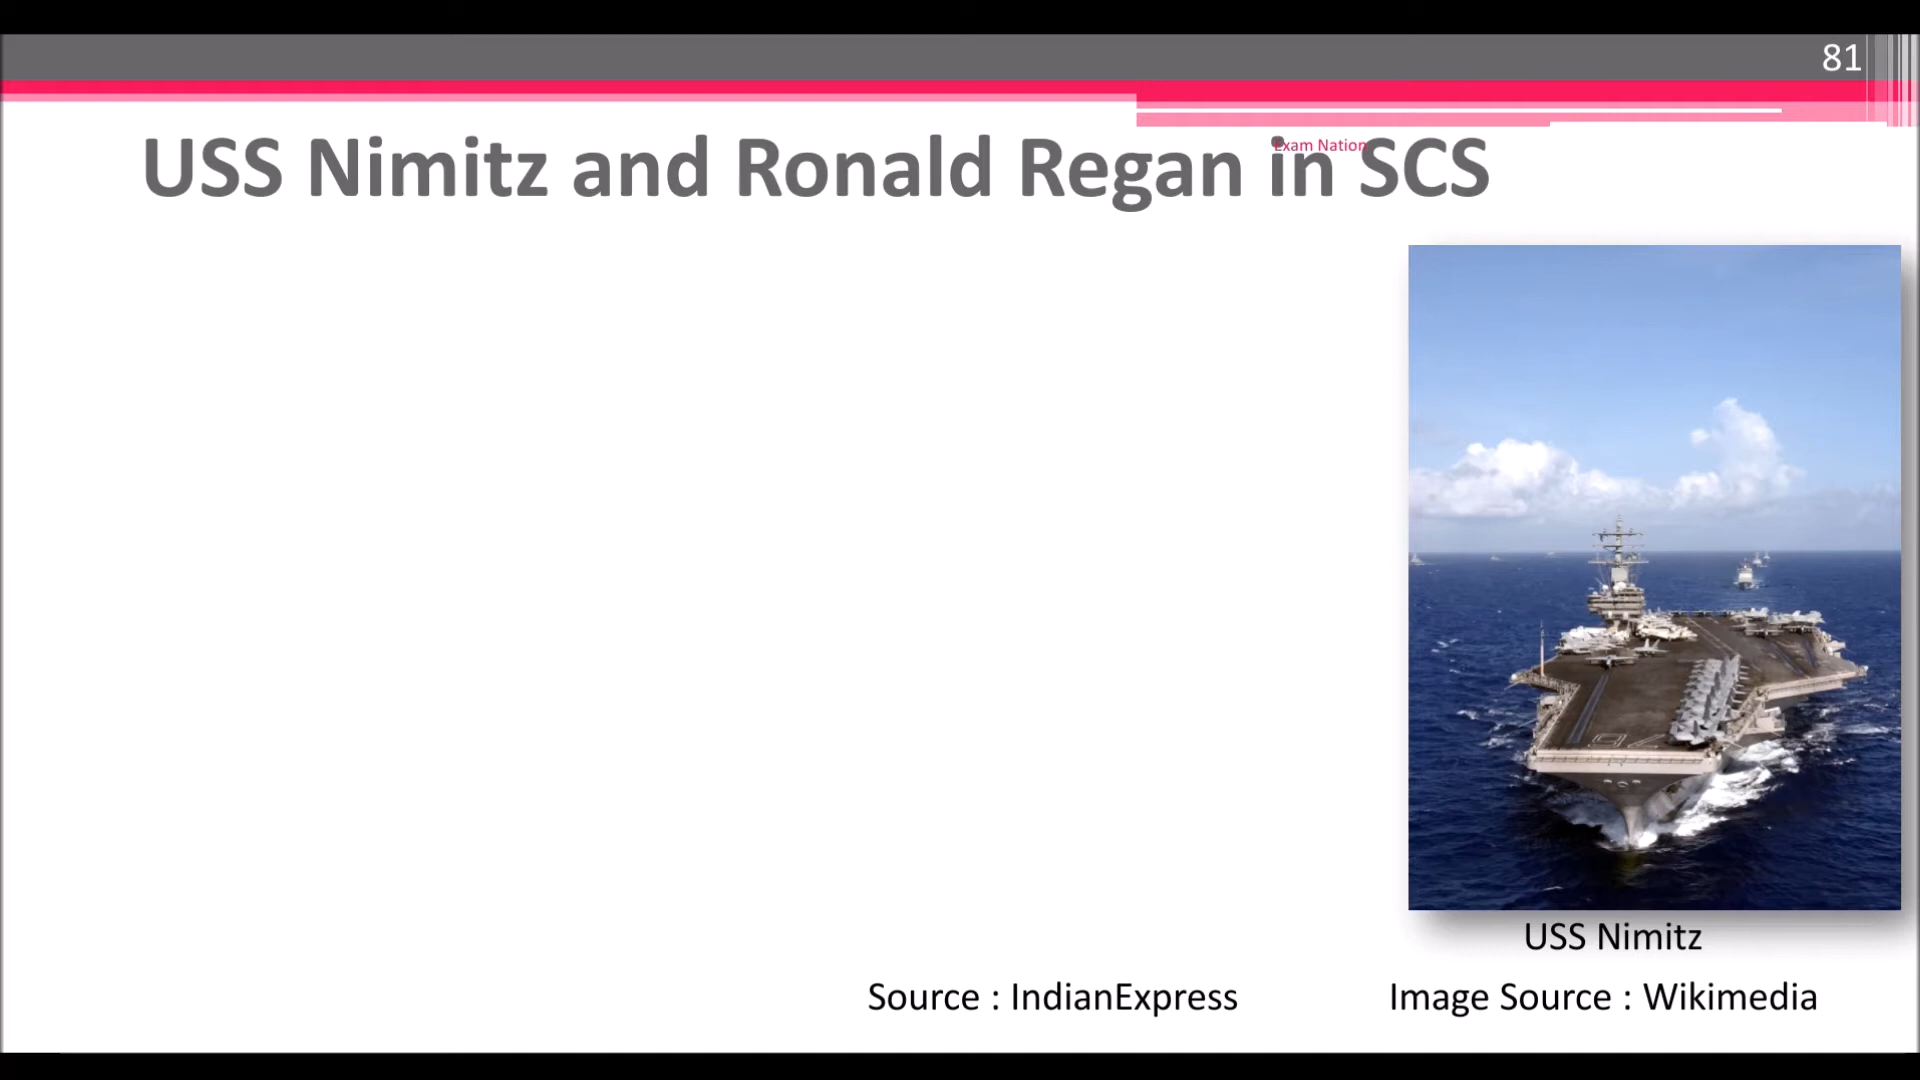 81
USS Nimitz and Ronald Regan in SCS
Exam Nation
USS Nimitz
Source : IndianExpress
Image Source : Wikimedia